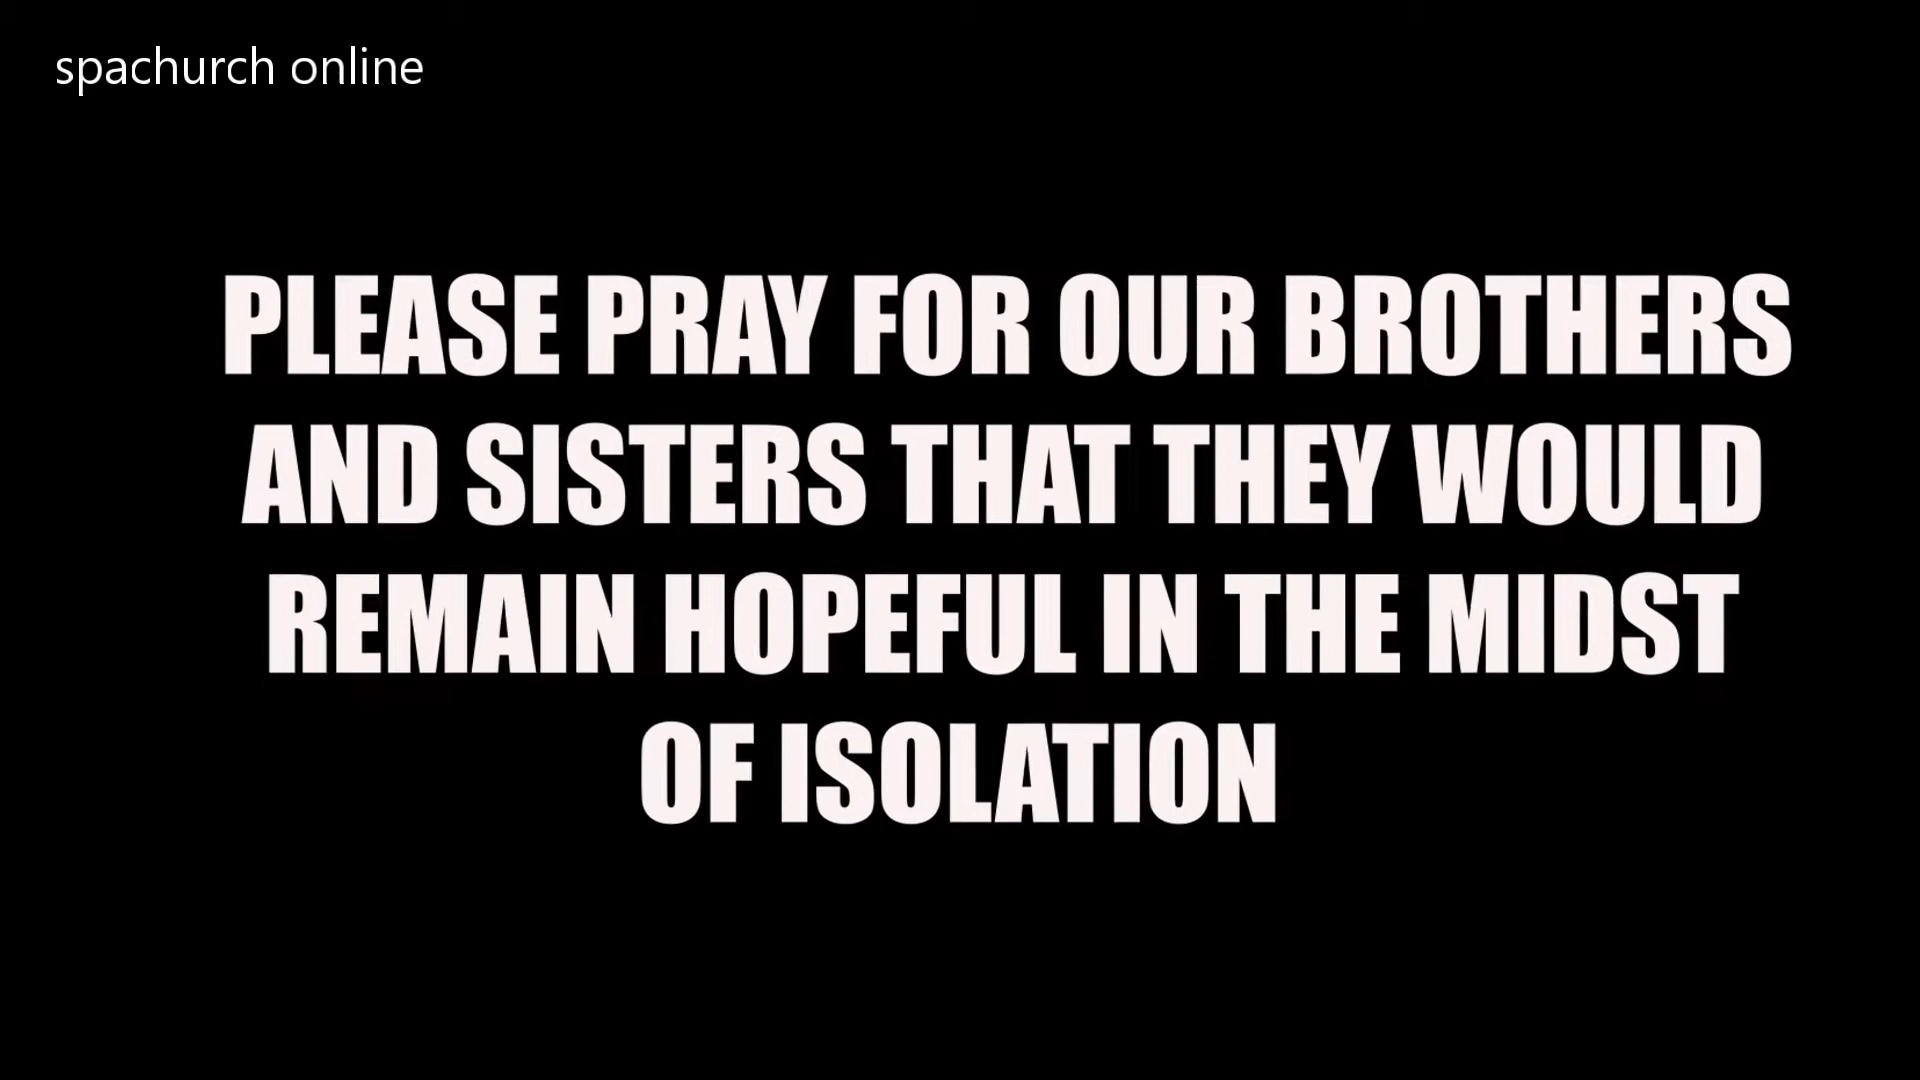 spachurch online
PLEASE PRAY FOR OUR BROTHERS
AND SISTERS THAT THEY WOULD
REMAIN HOPEFUL IN THE MIDST
OF ISOLATION